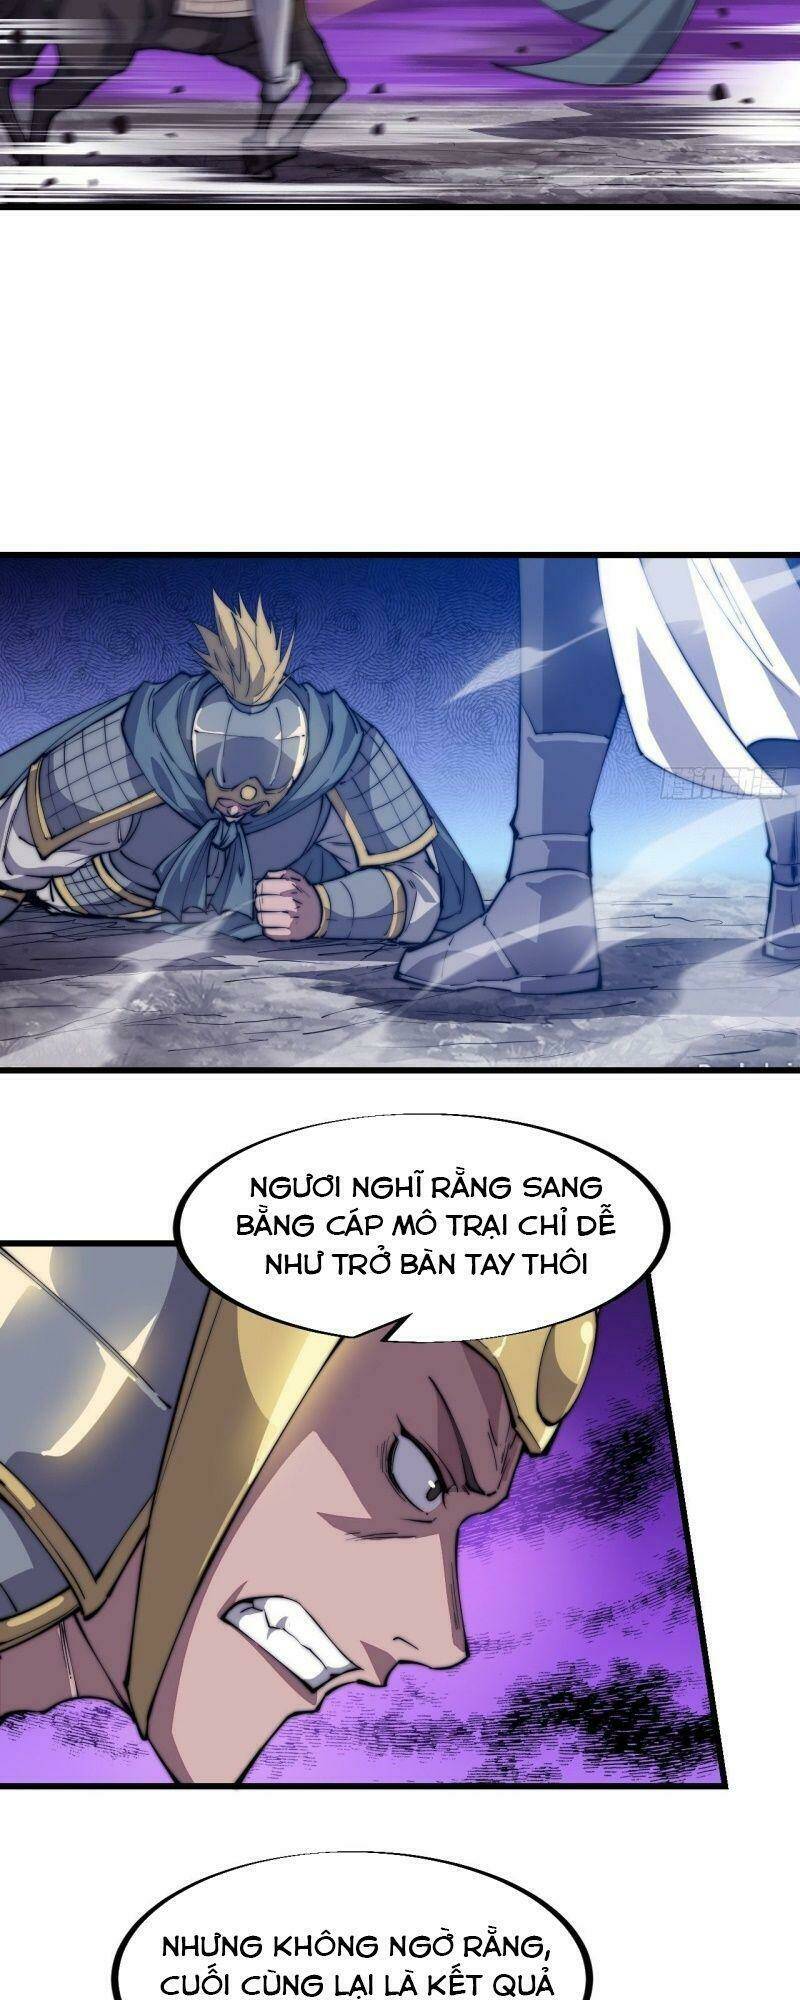 NGƯƠI NGHĨ RẰNG SANG
BẰNG CÁP MÔ TRẠI CHỈ DỄ
NHƯ TRỞ BÀN TAY THÔI
NHƯNG KHÔNG NGỜ RẰNG,
CUỐI CÙNG LẠI LÀ KẾT QUẢ